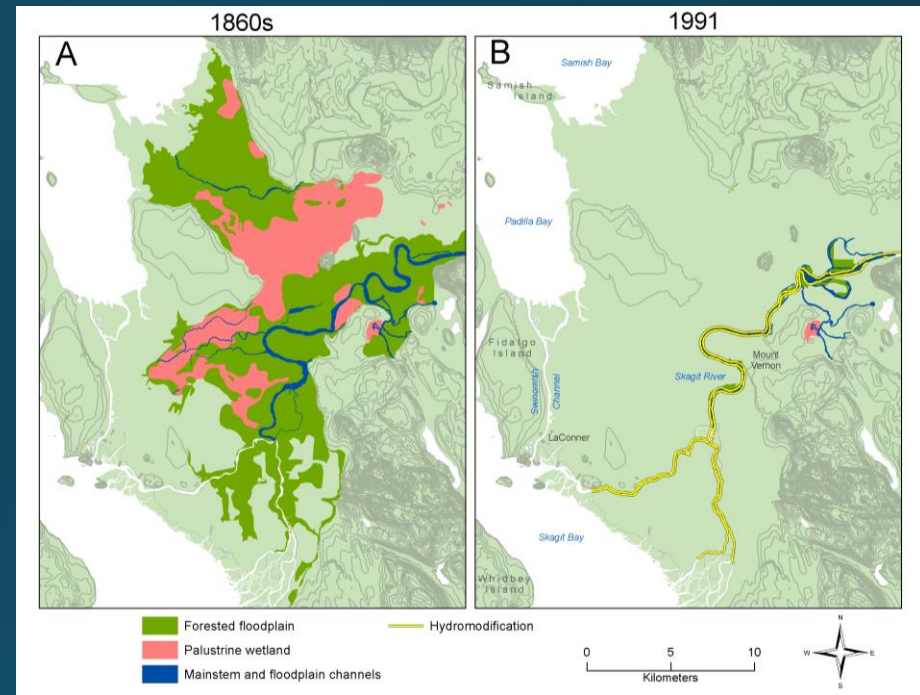 1860s
1991
A
B
Samish Bay
Samish
Island
Padilla Bay
Fidalgo
Island
Swinomish
Channel
Skagit River
Mount
Vernon
LaConner
Skagit Bay
Whidbey
Island
Forested floodplain
Palustrine wetland
Mainstem and floodplain channels
Hydromodification
0 5 10
Kilometers
N
W E
S